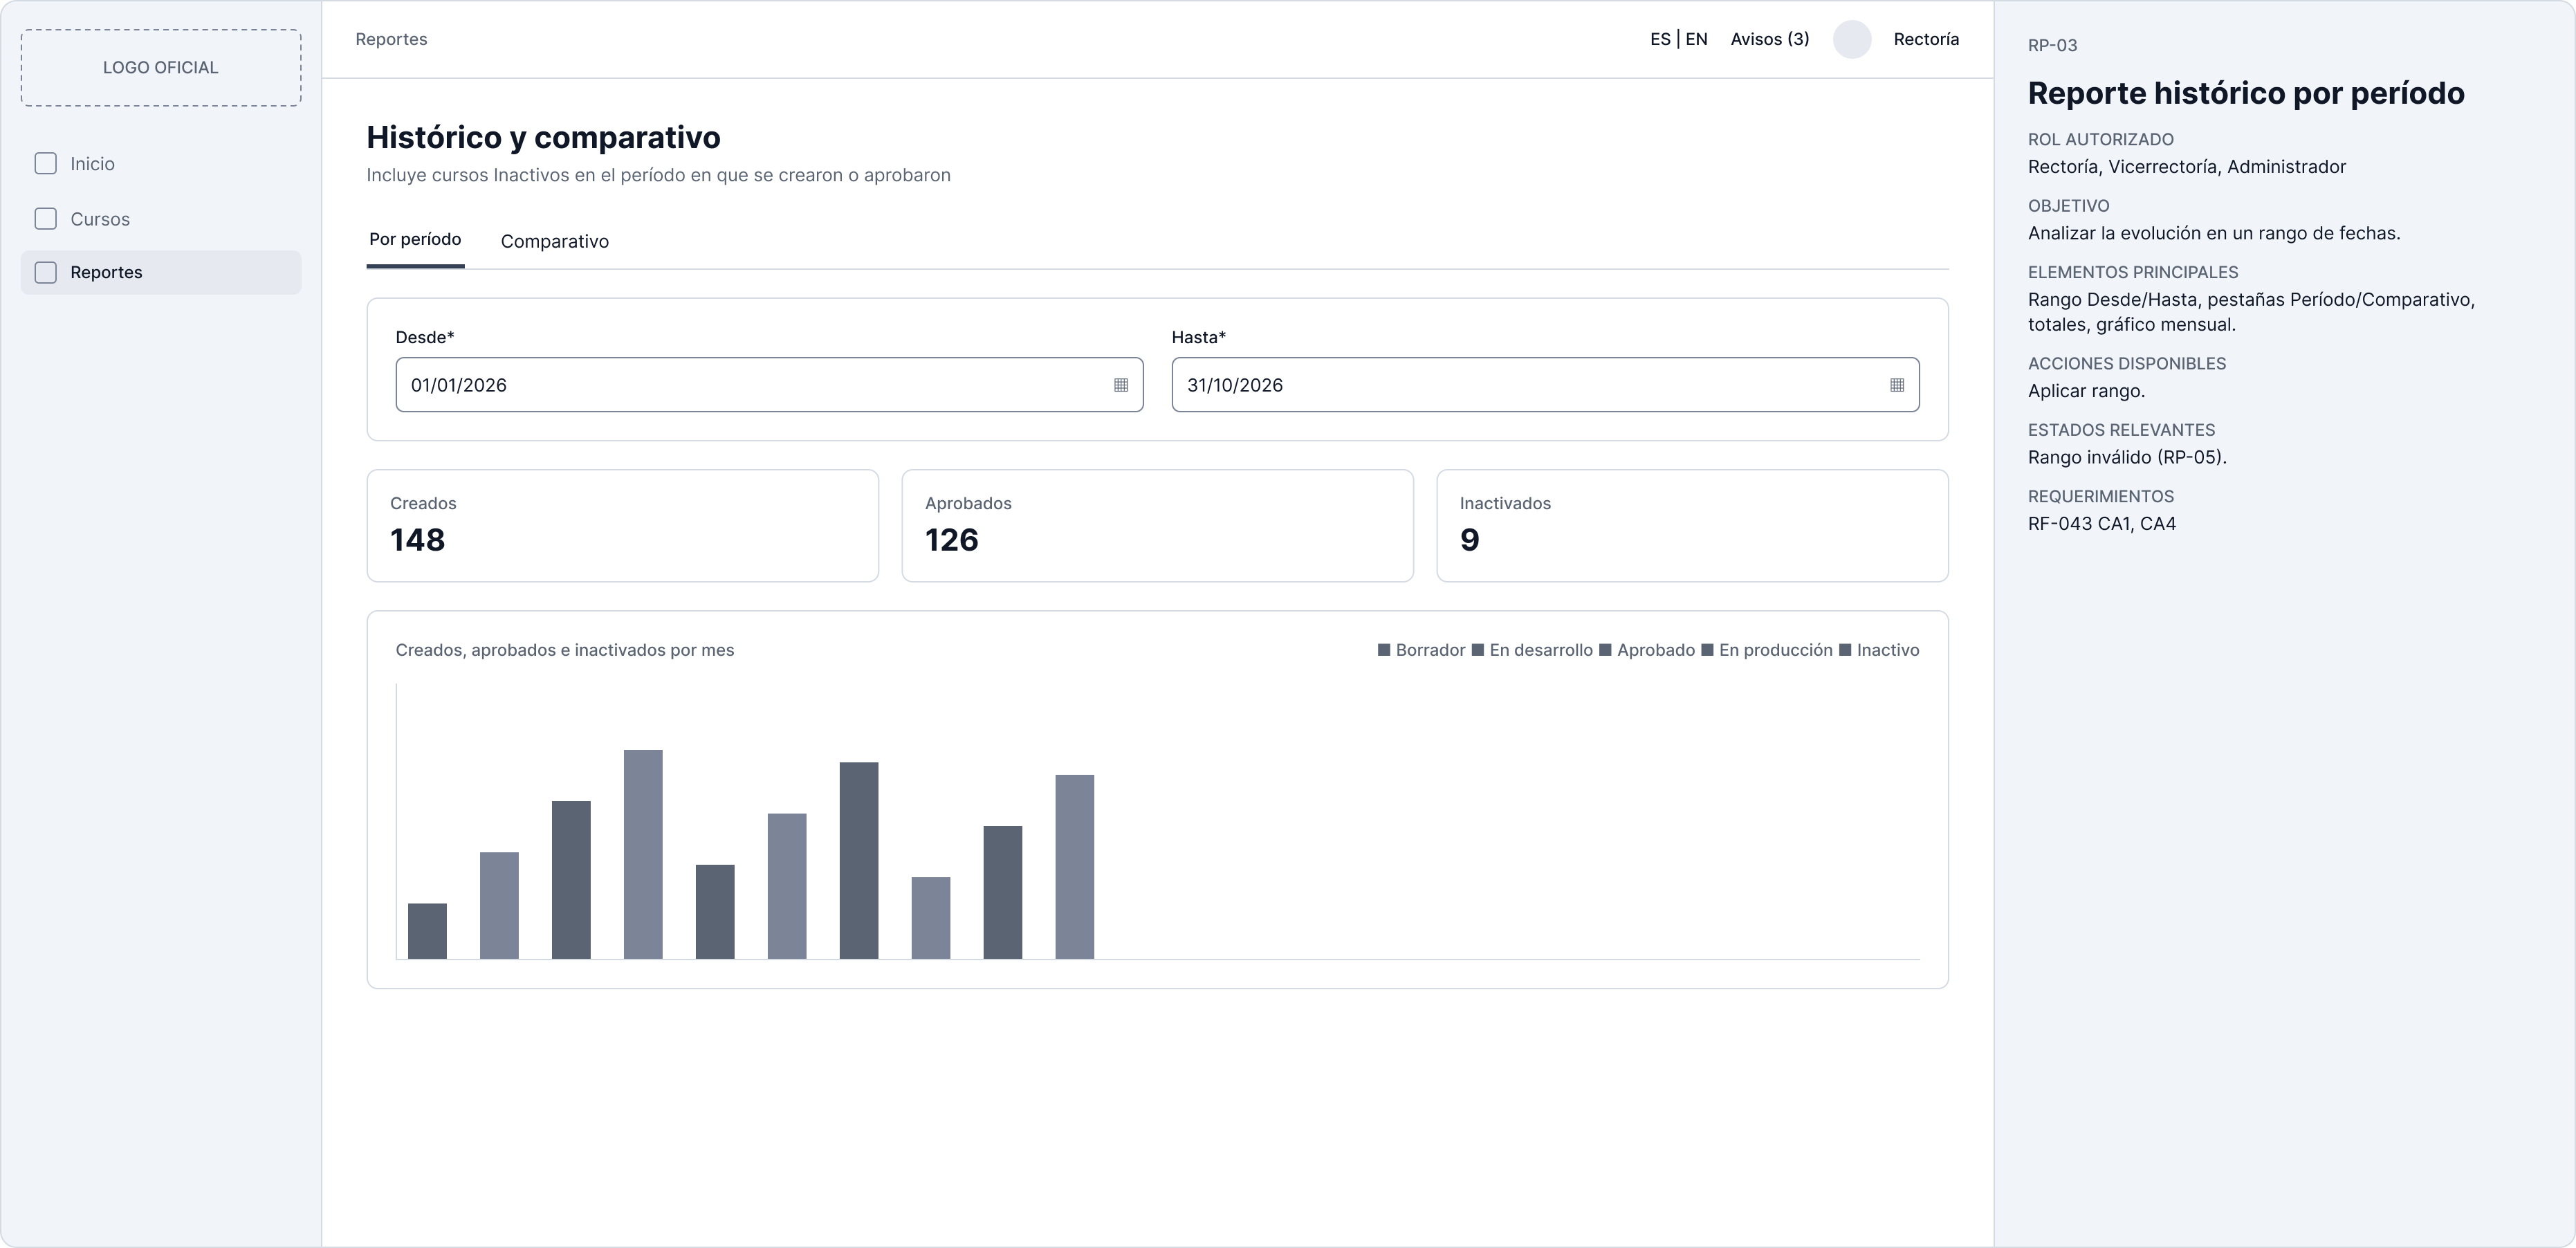 LOGO OFICIAL
Inicio
Cursos
Reportes
Reportes
ES | EN
Avisos (3)
Rectoría
Histórico y comparativo
Incluye cursos Inactivos en el período en que se crearon o aprobaron
Por período
Comparativo
Desde*
01/01/2026
Hasta*
31/10/2026
Creados
148
Aprobados
126
Inactivados
9
Creados, aprobados e inactivados por mes
Borrador
En desarrollo
Aprobado
En producción
Inactivo
RP-03
Reporte histórico por período
ROL AUTORIZADO
Rectoría, Vicerrectoría, Administrador
OBJETIVO
Analizar la evolución en un rango de fechas.
ELEMENTOS PRINCIPALES
Rango Desde/Hasta, pestañas Período/Comparativo,
totales, gráfico mensual.
ACCIONES DISPONIBLES
Aplicar rango.
ESTADOS RELEVANTES
Rango inválido (RP-05).
REQUERIMIENTOS
RF-043 CA1, CA4